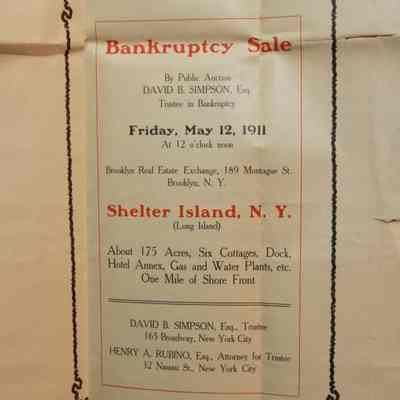 Bankruptcy Sale
By Public Auction
DAVID B. SIMPSON, Esq.
Trustee in Bankruptcy
Friday, May 12, 1911
At 12 o'clock noon
Brooklyn Real Estate Exchange, 189 Montague St.
Brooklyn, N. Y.
Shelter Island, N. Y.
(Long Island)
About 175 Acres, Six Cottages, Dock,
Hotel Annex, Gas and Water Plants, etc.
One Mile of Shore Front
DAVID B. SIMPSON, Esq., Trustee
165 Broadway, New York City
HENRY A. RUBINO, Esq., Attorney for Trustee
32 Nassau St., New York City